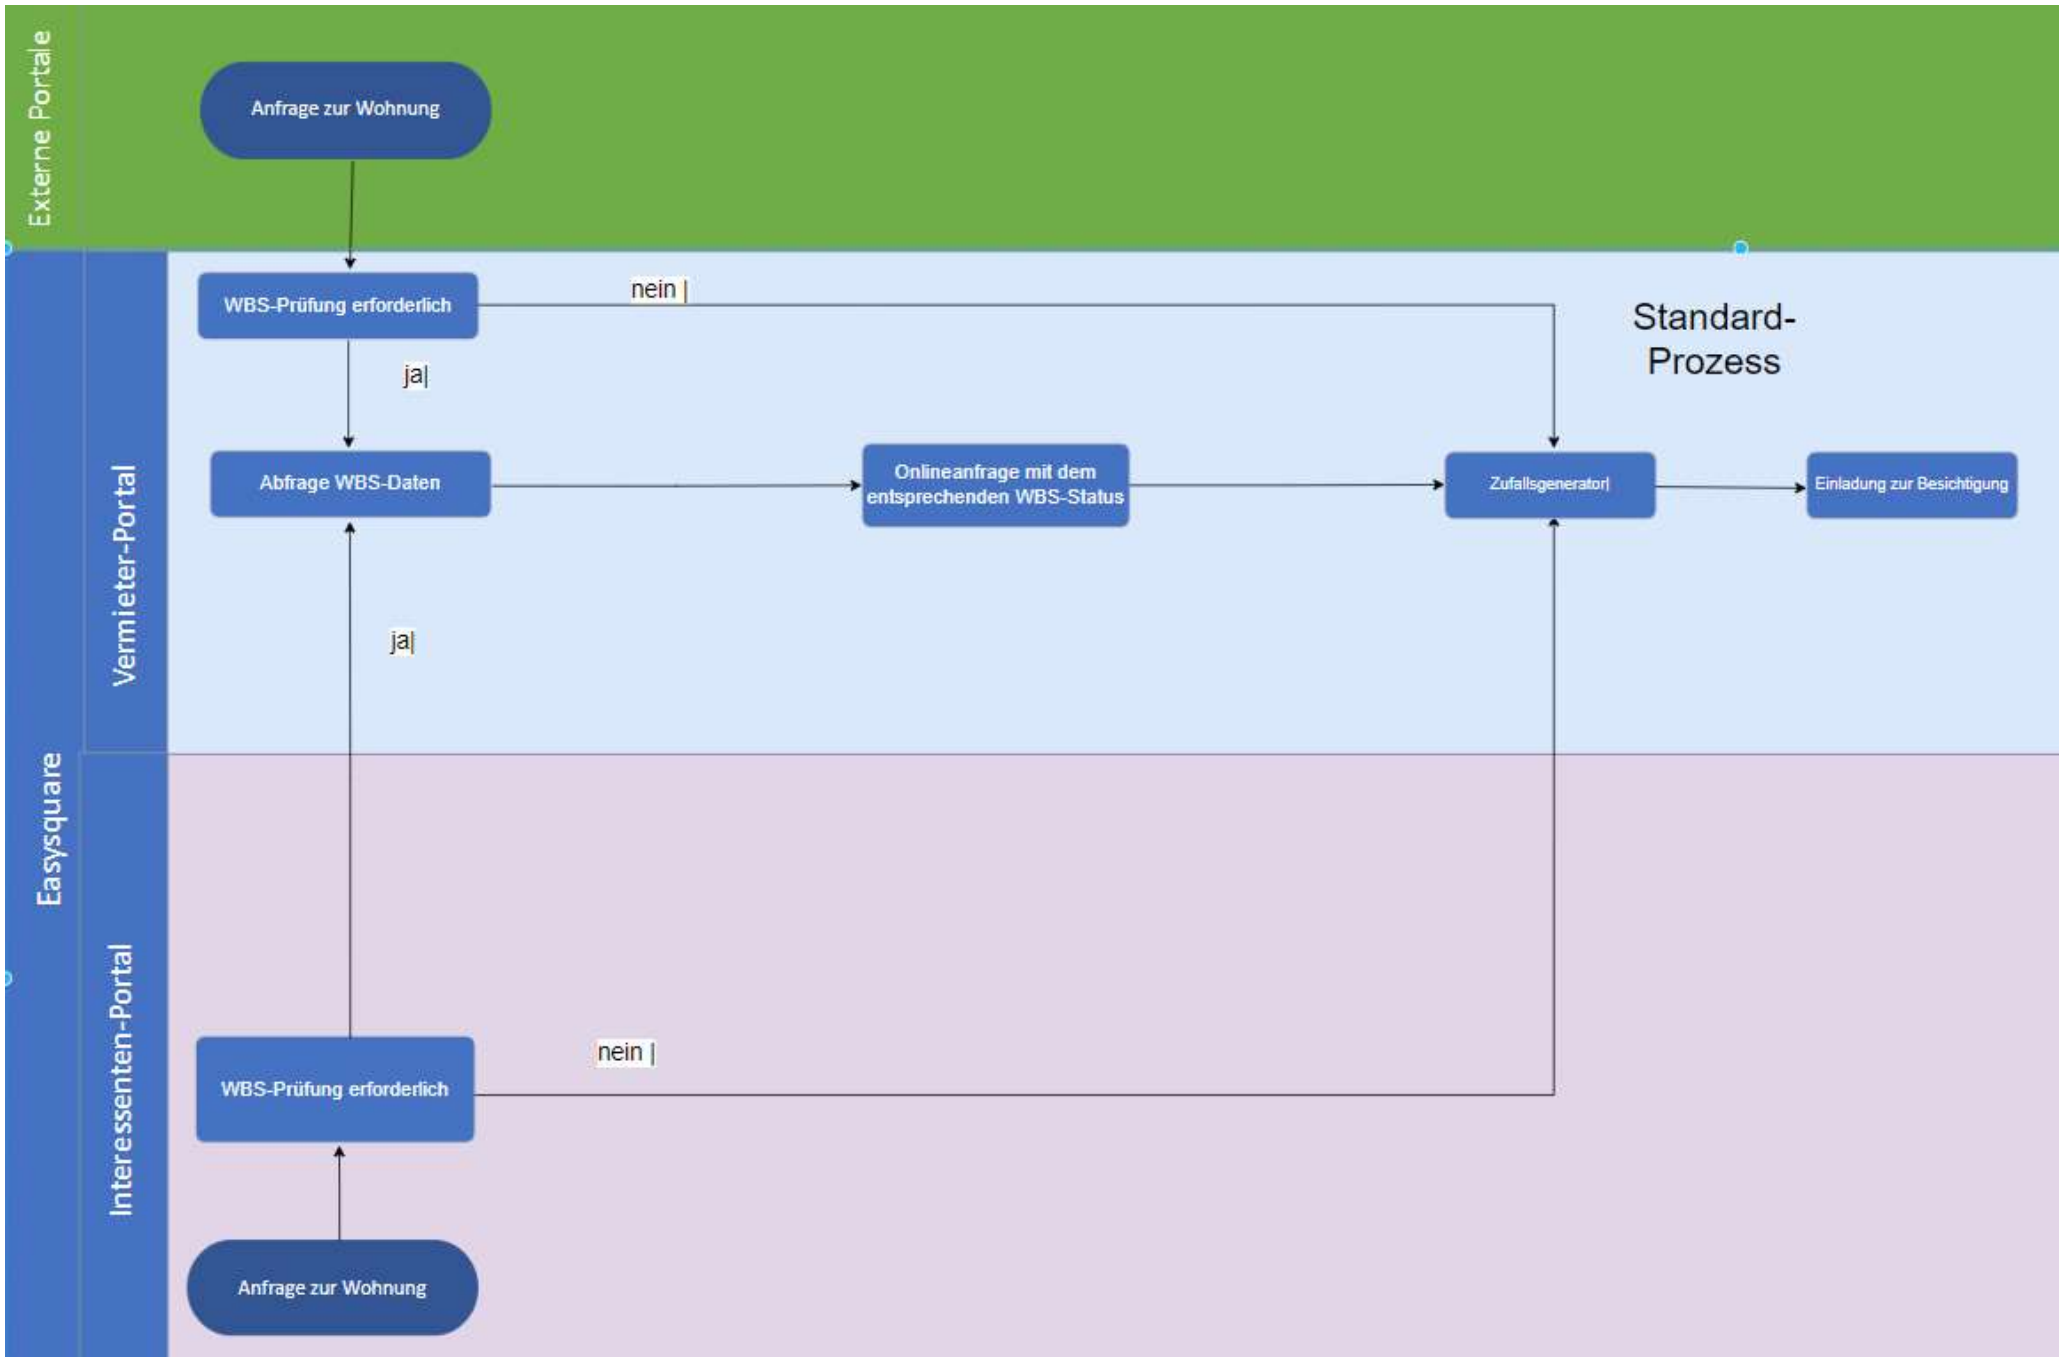 Externe Portale
Anfrage zur Wohnung
Easysquare
Vermieter-Portal
WBS-Prüfung erforderlich
nein |
Standard-
Prozess
ja|
Abfrage WBS-Daten
Onlineanfrage mit dem
entsprechenden WBS-Status
Zufallsgenerator|
Einladung zur Besichtigung
ja|
Interessenten-Portal
WBS-Prüfung erforderlich
nein |
Anfrage zur Wohnung